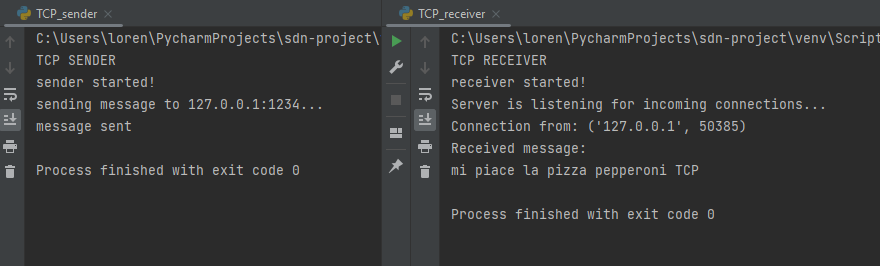 TCP_sender
C:\Users\loren\PycharmProjects\sdn-project\
TCP SENDER
sender started!
sending message to 127.0.0.1:1234...
message sent
Process finished with exit code 0
TCP_receiver
C:\Users\loren\PycharmProjects\sdn-project\venv\Script
TCP RECEIVER
receiver started!
Server is listening for incoming connections...
Connection from: ('127.0.0.1', 50385)
Received message:
mi piace la pizza pepperoni TCP
Process finished with exit code 0